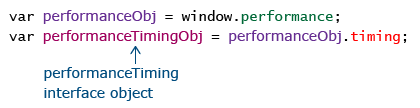 var performanceObj = window.performance;
var performanceTimingObj = performanceObj.timing;
performanceTiming
interface object